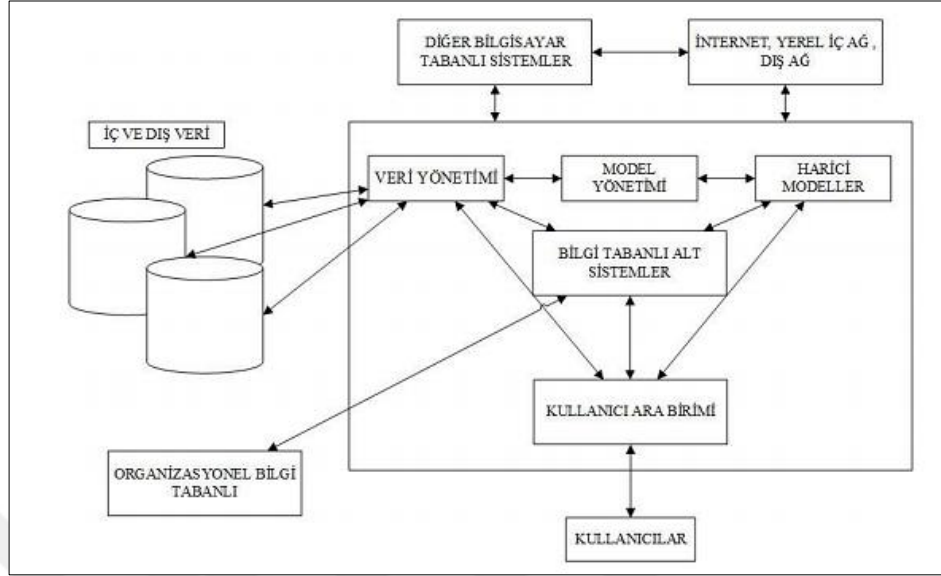 DİĞER BİLGİSAYAR
TABANLI SİSTEMLER
İNTERNET, YEREL İÇ AĞ ,
DIŞ AĞ
İÇ VE DIŞ VERİ
VERİ YÖNETİMİ
MODEL
YÖNETİMİ
HARİCİ
MODELLER
BİLGİ TABANLI ALT
SİSTEMLER
KULLANICI ARA BİRİMİ
ORGANİZASYONEL BİLGİ
TABANLI
KULLANICILAR